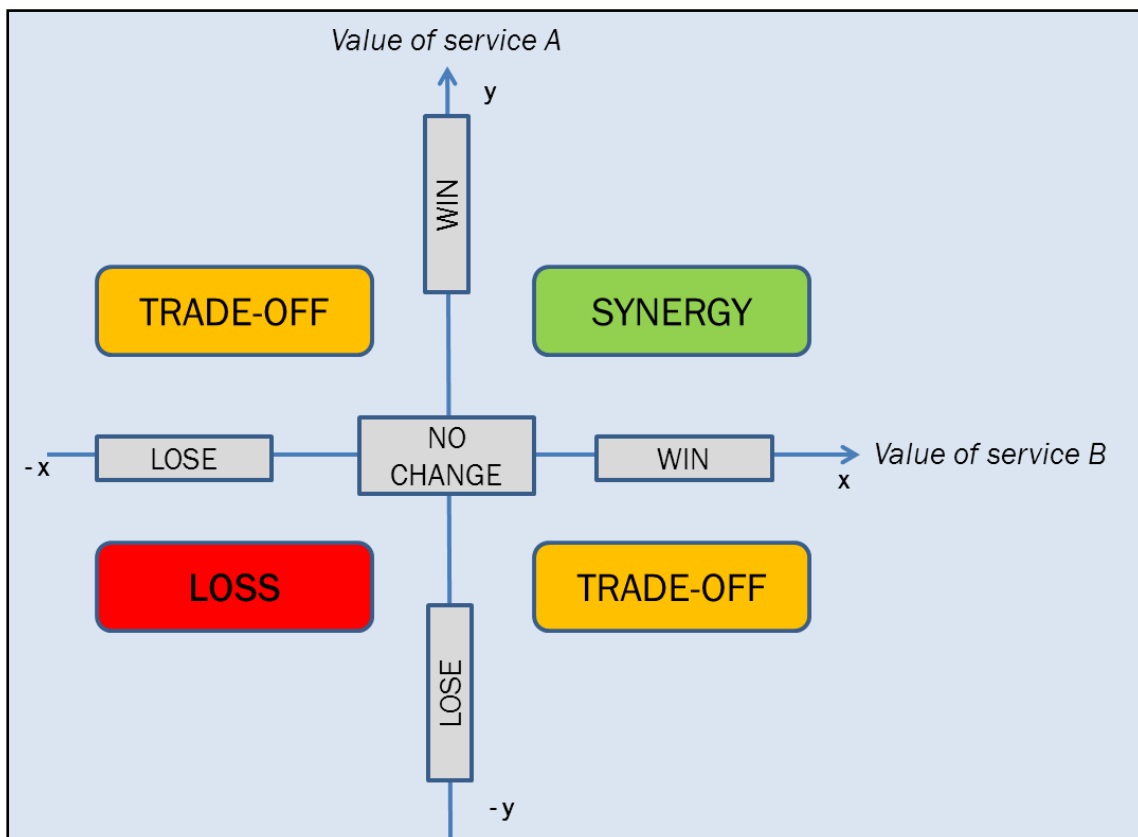 Value of service A
y
WIN
TRADE-OFF
SYNERGY
NO
CHANGE
- x
LOSE
WIN
x
Value of service B
LOSS
TRADE-OFF
LOSE
- y